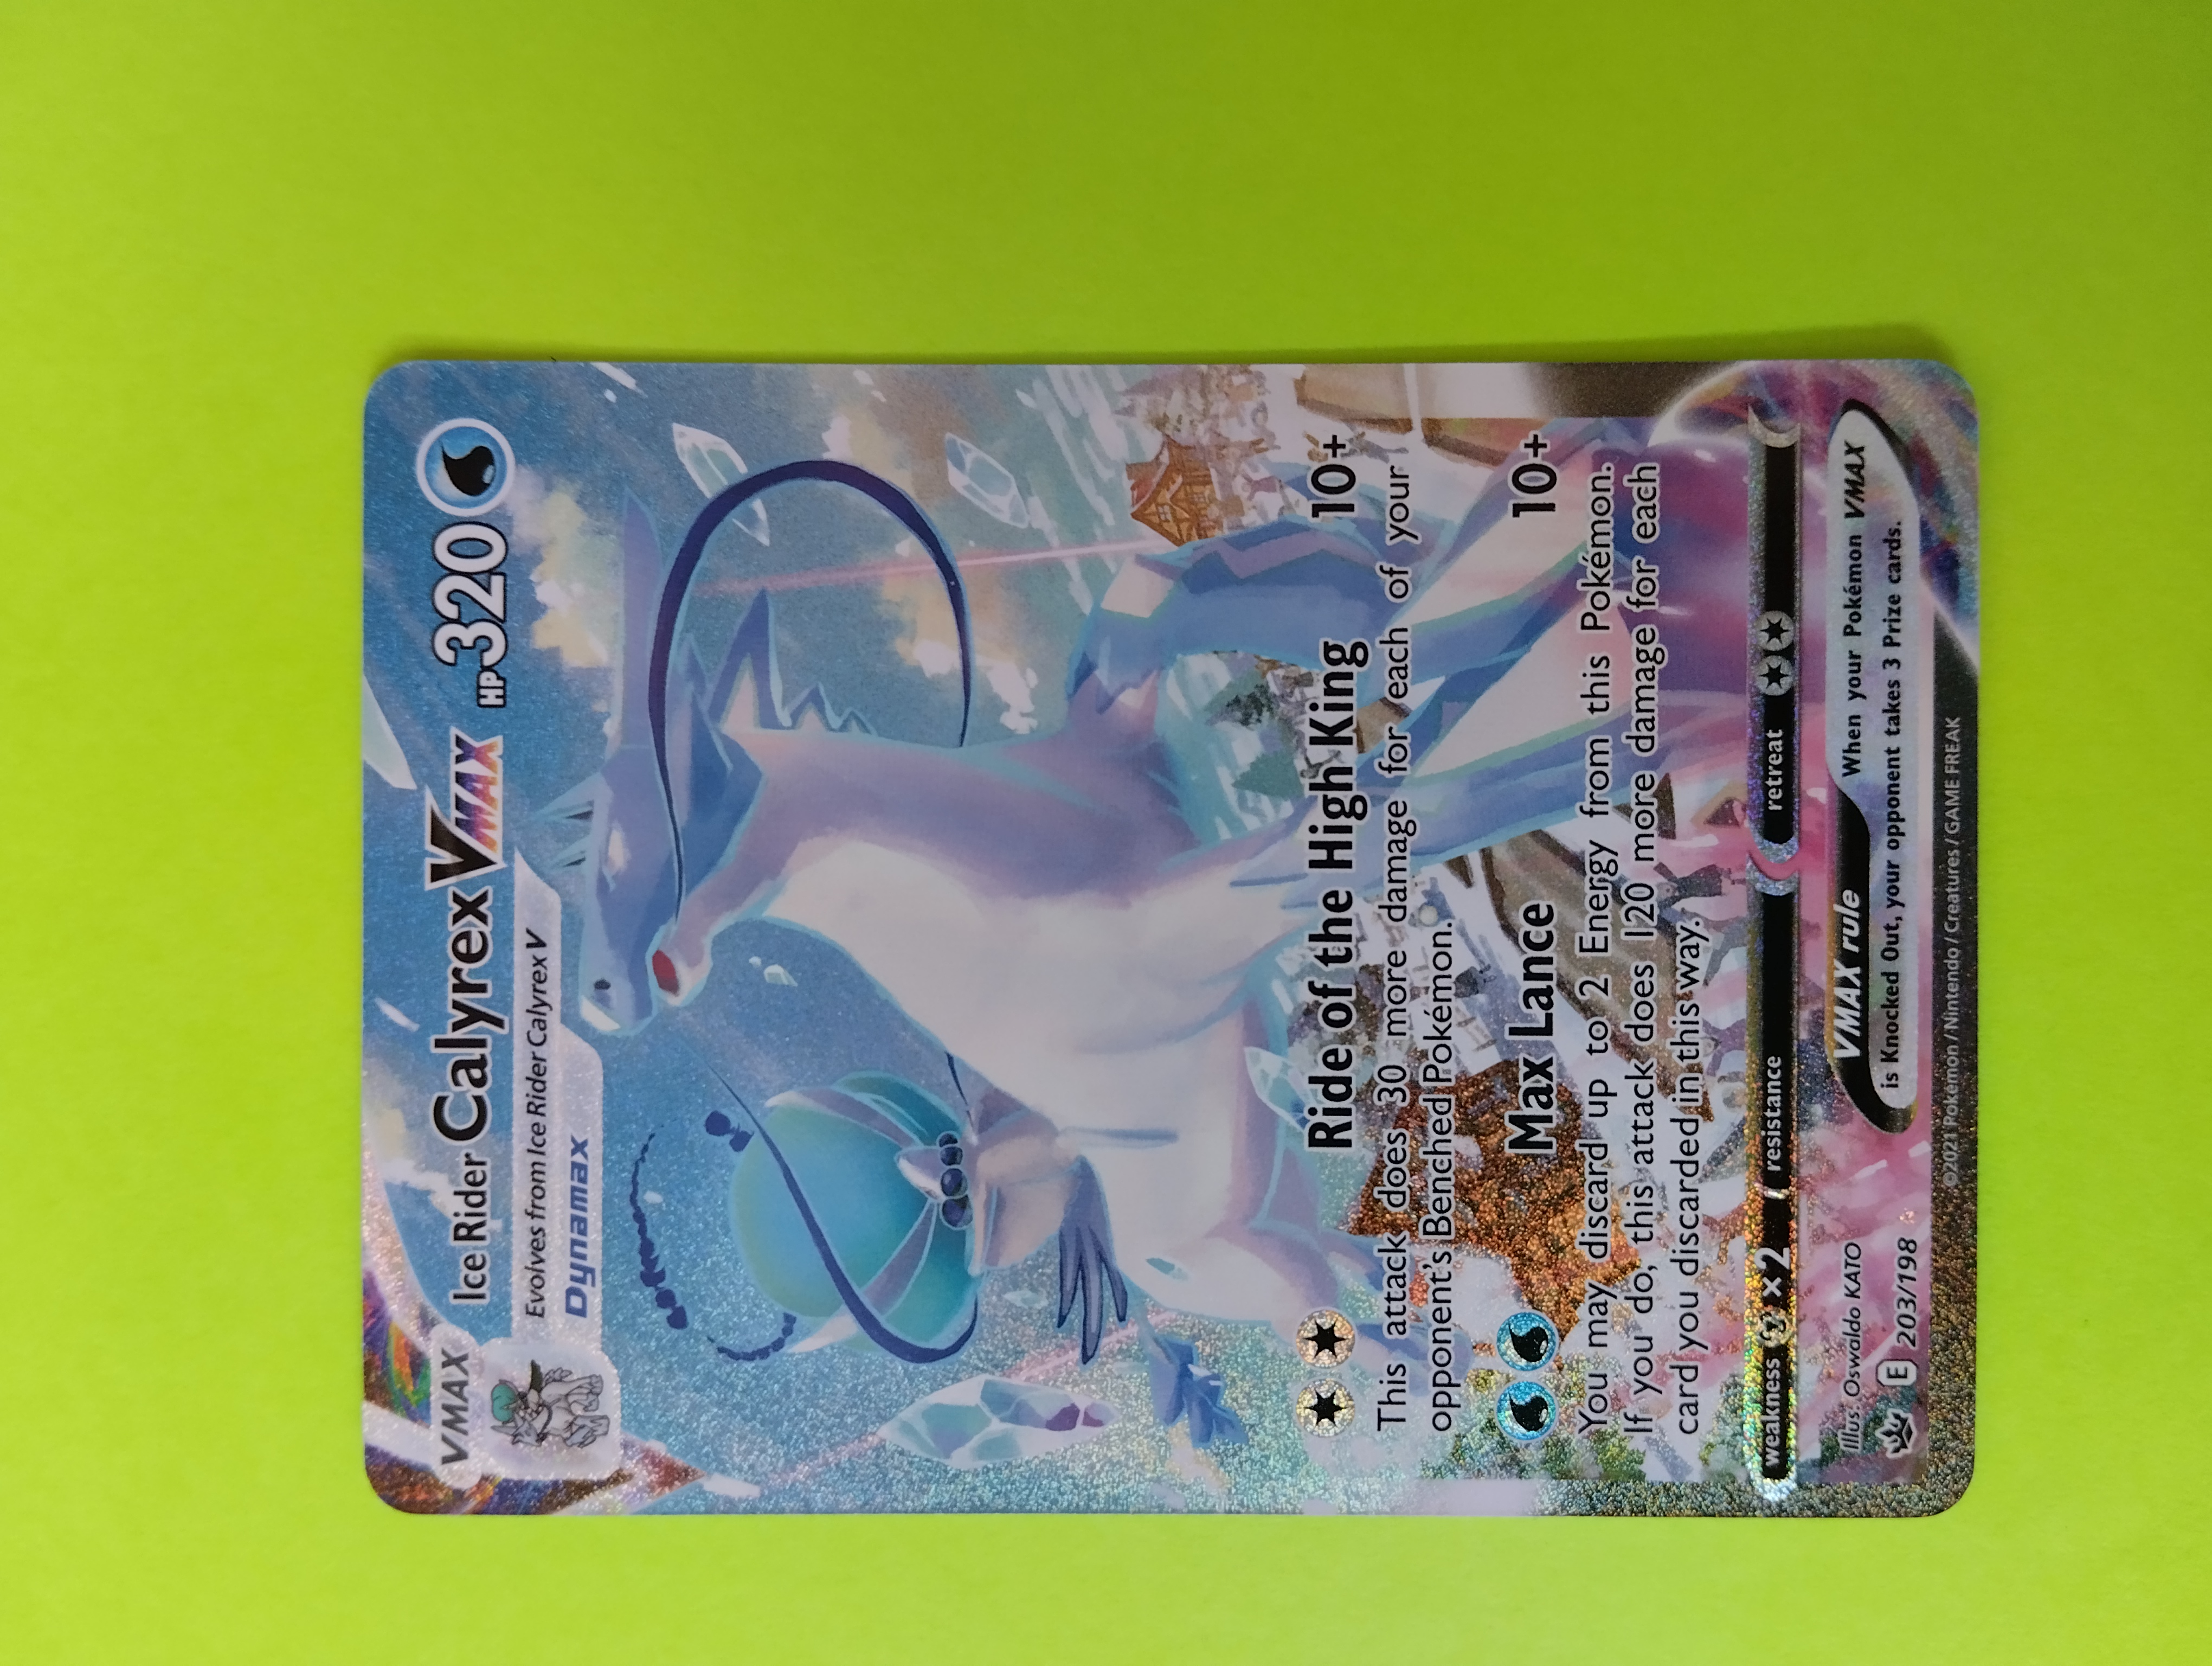 VMAX
Ice Rider Calyrex VMAX HP 320
Evolves from Ice Rider Calyrex V
Dynamax
Ride of the High King 10+
This attack does 30 more damage for each of your
opponent's Benched Pokémon.
Max Lance 10+
You may discard up to 2 Energy from this Pokémon.
If you do, this attack does 120 more damage for each
card you discarded in this way.
weakness ×2 resistance retreat
Illus. Oswaldo KATO
VMAX rule When your Pokémon VMAX
is Knocked Out, your opponent takes 3 Prize cards.
E 203/198
©2021 Pokémon / Nintendo / Creatures / GAME FREAK